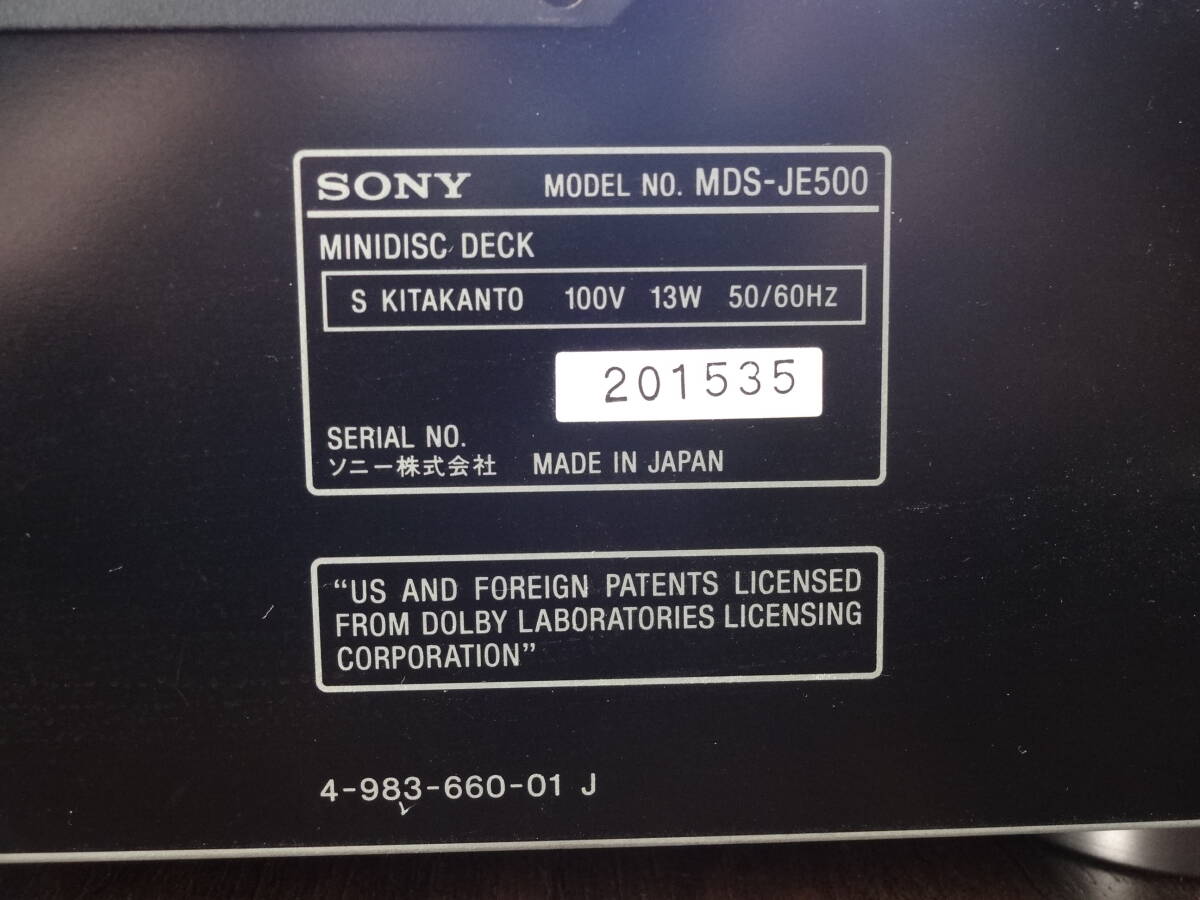 SONY MODEL NO. MDS-JE500
MINIDISC DECK
S KITAKANTO 100V 13W 50/60Hz
201535
SERIAL NO.
ソニー株式会社 MADE IN JAPAN
“US AND FOREIGN PATENTS LICENSED
FROM DOLBY LABORATORIES LICENSING
CORPORATION”
4-983-660-01 J